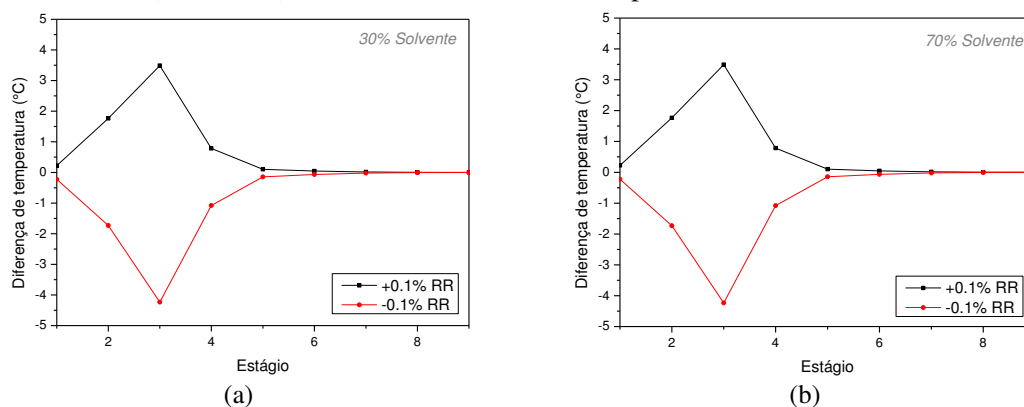 30% Solvente
Diferença de temperatura (°C)
5
4
3
2
1
0
-1
-2
-3
-4
-5
+0.1% RR
-0.1% RR
2
4
6
8
Estágio
(a)
70% Solvente
Diferença de temperatura (°C)
5
4
3
2
1
0
-1
-2
-3
-4
-5
+0.1% RR
-0.1% RR
2
4
6
8
Estágio
(b)